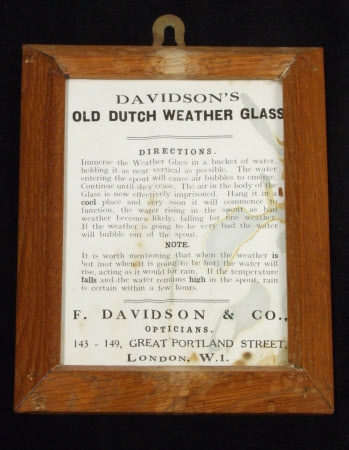 DAVIDSON'S
OLD DUTCH WEATHER GLASS
DIRECTIONS.
Immerse the Weather Glass in a bucket of water,
holding it as near vertical as possible. The water
entering the spout will cause air bubbles to emerge.
Continue until they cease. The air in the body of the
Glass is now effectively imprisoned. Hang it in a
cool place and very soon it will commence to
function, the water rising in the spout as bad
weather becomes likely, falling for fine weather.
If the weather is going to be very bad the water
will bubble out of the spout.
NOTE.
It is worth mentioning that when the weather is
hot (not when it is going to be hot) the water will
rise, acting as it would for rain. If the temperature
falls and the water remains high in the spout, rain
is certain within a few hours.
F. DAVIDSON & CO.,
OPTICIANS.
143 - 149, GREAT PORTLAND STREET,
LONDON, W.1.